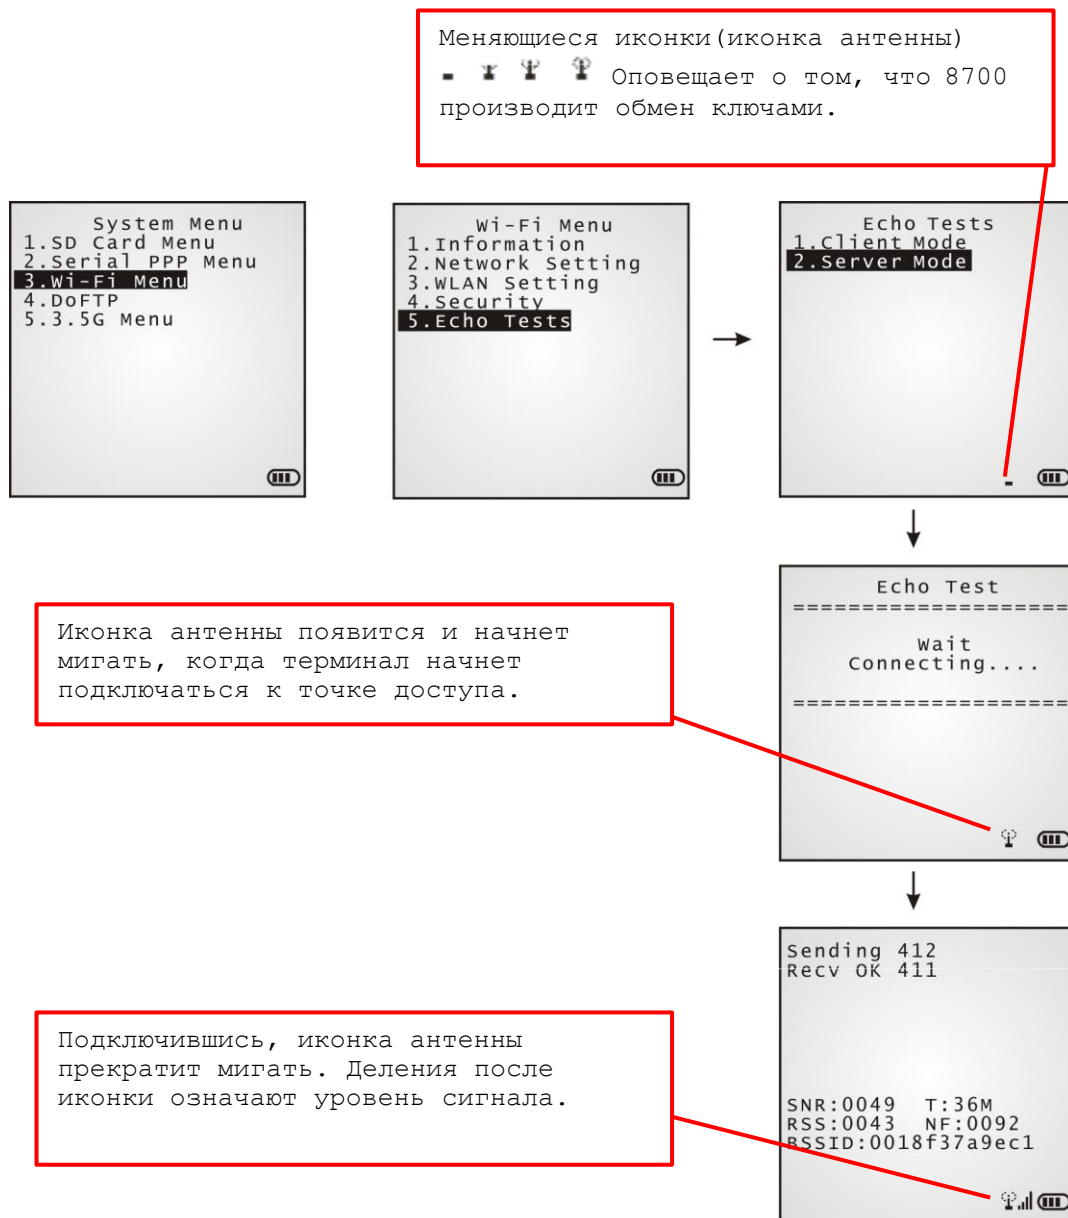 Меняющиеся иконки(иконка антенны)
Оповещает о том, что 8700
производит обмен ключами.
System Menu
1.SD Card Menu
2.Serial PPP Menu
3.Wi-Fi Menu
4.DoFTP
5.3.5G Menu
Wi-Fi Menu
1.Information
2.Network Setting
3.WLAN Setting
4.Security
5.Echo Tests
Echo Tests
1.Client Mode
2.Server Mode
Echo Test
====================
Wait
Connecting....
====================
Иконка антенны появится и начнет
мигать, когда терминал начнет
подключаться к точке доступа.
Sending 412
Recv OK 411
SNR:0049 T:36M
RSS:0043 NF:0092
BSSID:0018f37a9ec1
Подключившись, иконка антенны
прекратит мигать. Деления после
иконки означают уровень сигнала.